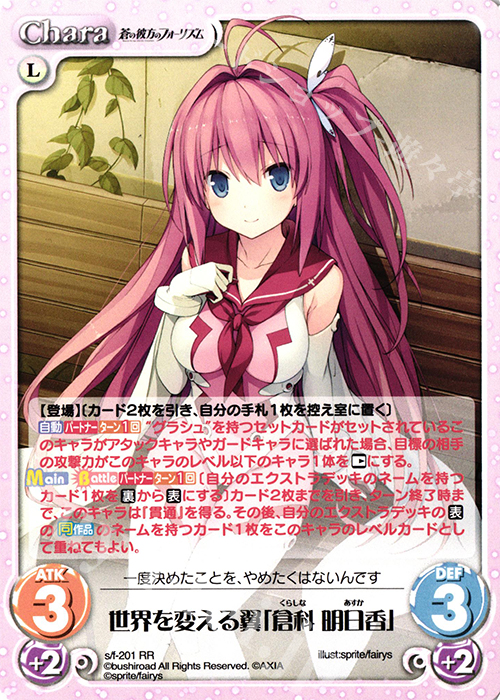 Chara 蒼の彼方のフォーリズム
L
【登場】〔カード2枚を引き、自分の手札1枚を控え室に置く〕
自動 パートナー ターン1回 “グラシュ”を持つセットカードがセットされているこ
のキャラがアタックキャラやガードキャラに選ばれた場合、目標の相手
の攻撃力がこのキャラのレベル以下のキャラ1体を にする。
Main Battle パートナー ターン1回 〔自分のエクストラデッキのネームを持つ
カード1枚を裏から表にする〕カード2枚までを引き、ターン終了時ま
で、このキャラは「貫通」を得る。その後、自分のエクストラデッキの表
の同作品のネームを持つカード1枚をこのキャラのレベルカードとし
て重ねてもよい。
一度決めたことを、やめたくはないんです
ATK
-3
+2
くらしな あすか
世界を変える翼「倉科 明日香」
DEF
-3
+2
s/f-201 RR illust:sprite/fairys
©bushiroad All Rights Reserved. ©AXIA
©sprite/fairys